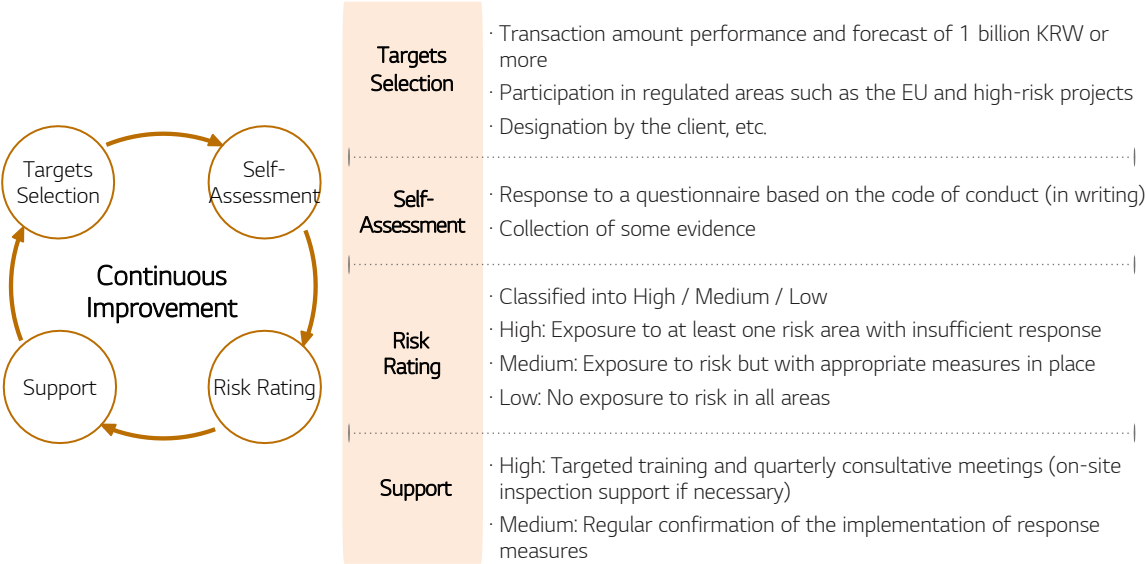 Targets
Selection
Self-
Assessment
Continuous
Improvement
Support
Risk Rating
Targets
Selection
· Transaction amount performance and forecast of 1 billion KRW or
more
· Participation in regulated areas such as the EU and high-risk projects
· Designation by the client, etc.
Self-
Assessment
· Response to a questionnaire based on the code of conduct (in writing)
· Collection of some evidence
Risk
Rating
· Classified into High / Medium / Low
· High: Exposure to at least one risk area with insufficient response
· Medium: Exposure to risk but with appropriate measures in place
· Low: No exposure to risk in all areas
Support
· High: Targeted training and quarterly consultative meetings (on-site
inspection support if necessary)
· Medium: Regular confirmation of the implementation of response
measures